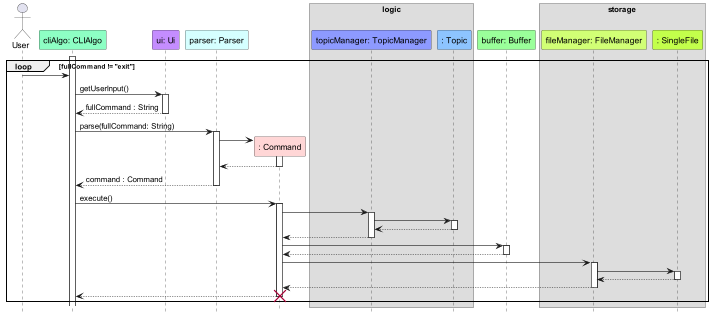 logic
storage
User
cliAlgo: CLIAlgo
ui: Ui
parser: Parser
topicManager: TopicManager
: Topic
buffer: Buffer
fileManager: FileManager
: SingleFile
loop
[fullCommand != "exit"]
getUserInput()
fullCommand : String
parse(fullCommand: String)
: Command
command : Command
execute()